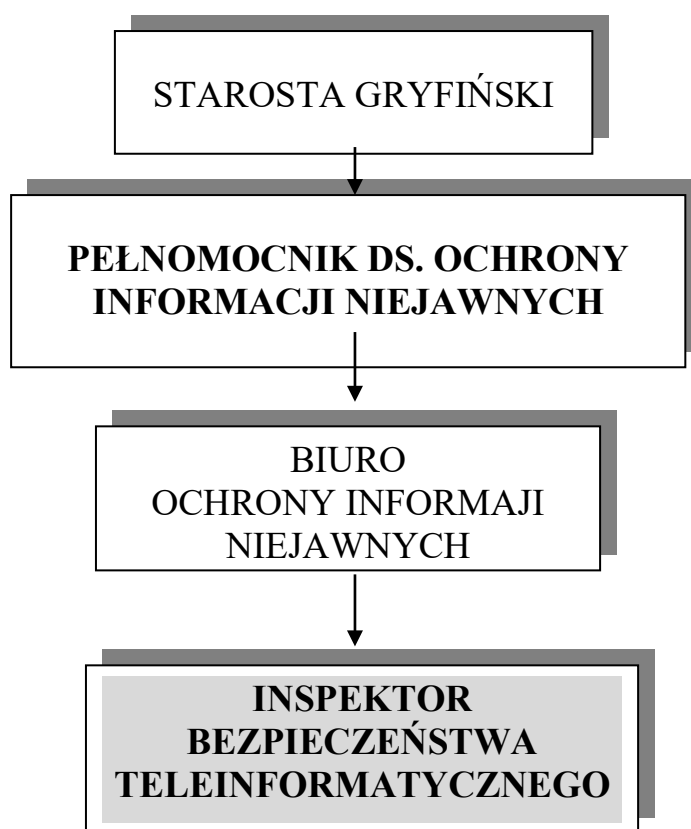 STAROSTA GRYFIŃSKI
PEŁNOMOCNIK DS. OCHRONY
INFORMACJI NIEJAWNYCH
BIURO
OCHRONY INFORMAJI
NIEJAWNYCH
INSPEKTOR
BEZPIECZEŃSTWA
TELEINFORMATYCZNEGO